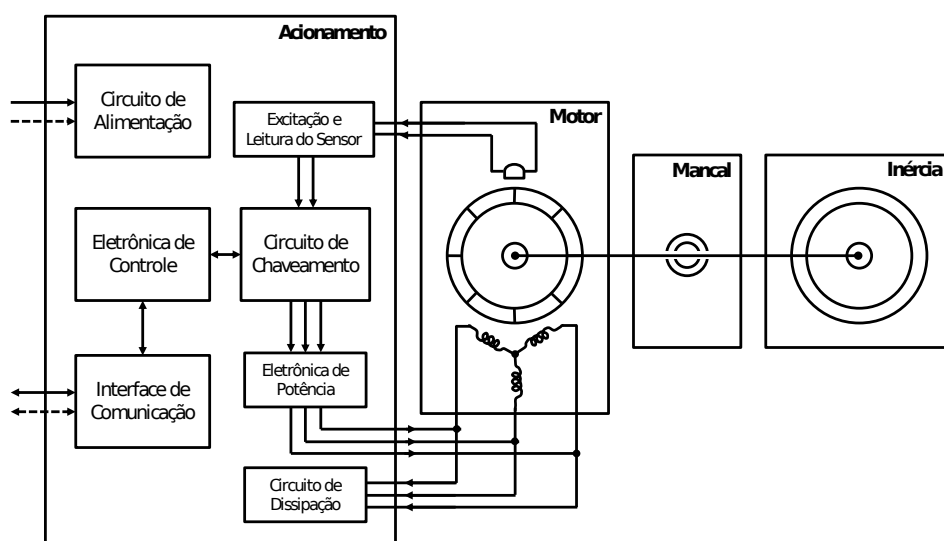 Acionamento
Circuito de
Alimentação
Excitação e
Leitura do Sensor
Motor
Mancal
Inércia
Eletrônica de
Controle
Circuito de
Chaveamento
Interface de
Comunicação
Eletrônica de
Potência
Circuito de
Dissipação